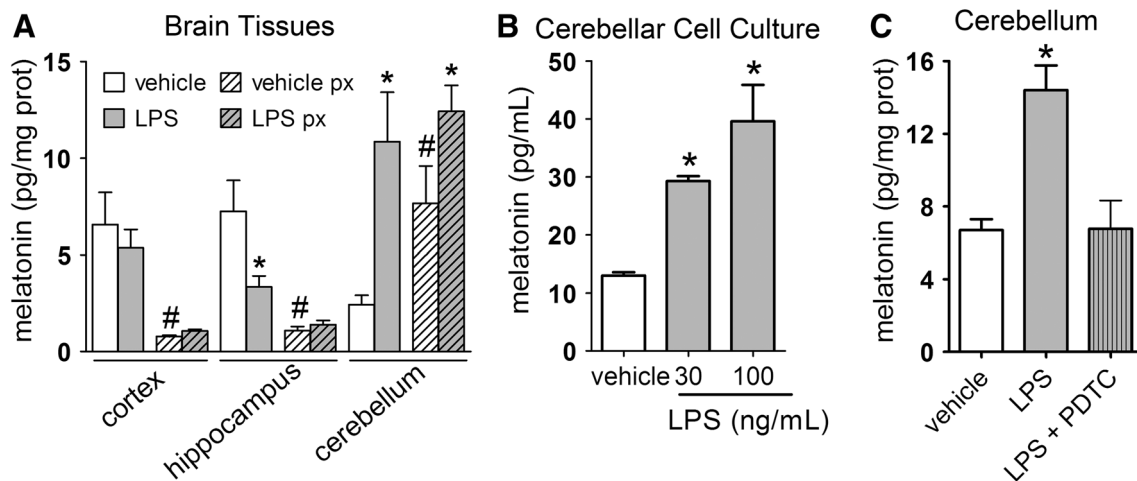 A Brain Tissues
melatonin (pg/mg prot)
15
10
5
0
vehicle
vehicle px
LPS
LPS px
*
*
#
#
*
#
*
cortex
hippocampus
cerebellum
B Cerebellar Cell Culture
melatonin (pg/mL)
50
40
30
20
10
0
*
*
vehicle 30 100
LPS (ng/mL)
C Cerebellum
melatonin (pg/mg prot)
16
12
8
4
0
*
vehicle
LPS
LPS + PDTC